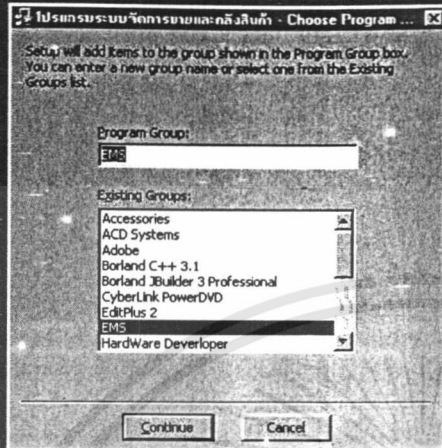 โปรแกรมระบบจัดการขายและคลังสินค้า - Choose Program ...
Setup will add items to the group shown in the Program Group box.
You can enter a new group name or select one from the Existing
Groups list.
Program Group:
EMS
Existing Groups:
Accessories
ACD Systems
Adobe
Borland C++ 3.1
Borland JBuilder 3 Professional
CyberLink PowerDVD
EditPlus 2
EMS
HardWare Deverloper
Continue
Cancel